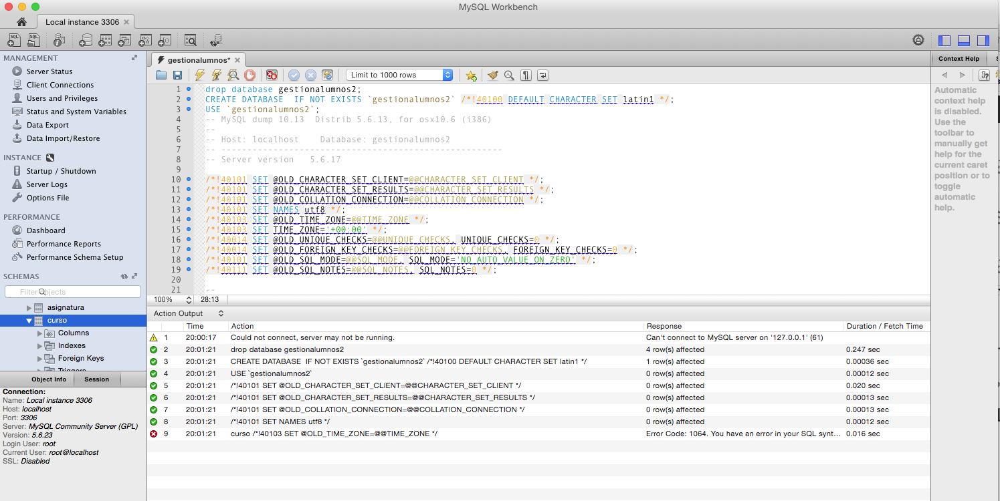 MySQL Workbench
Local instance 3306
MANAGEMENT
Server Status
Client Connections
Users and Privileges
Status and System Variables
Data Export
Data Import/Restore
INSTANCE
Startup / Shutdown
Server Logs
Options File
PERFORMANCE
Dashboard
Performance Reports
Performance Schema Setup
SCHEMAS
Filter objects
asignatura
curso
Columns
Indexes
Foreign Keys
Triggers
Object Info Session
Connection:
Name: Local instance 3306
Host: localhost
Port: 3306
Server: MySQL Community Server (GPL)
Version: 5.6.23
Login User: root
Current User: root@localhost
SSL: Disabled
gestionalumnos*
Limit to 1000 rows
1 drop database gestionalumnos2;
2 CREATE DATABASE  IF NOT EXISTS `gestionalumnos2` /*!40100 DEFAULT CHARACTER SET latin1 */;
3 USE `gestionalumnos2`;
4 -- MySQL dump 10.13  Distrib 5.6.13, for osx10.6 (i386)
5 --
6 -- Host: localhost    Database: gestionalumnos2
7 -- ------------------------------------------------------
8 -- Server version   5.6.17
9
10 /*!40101 SET @OLD_CHARACTER_SET_CLIENT=@@CHARACTER_SET_CLIENT */;
11 /*!40101 SET @OLD_CHARACTER_SET_RESULTS=@@CHARACTER_SET_RESULTS */;
12 /*!40101 SET @OLD_COLLATION_CONNECTION=@@COLLATION_CONNECTION */;
13 /*!40101 SET NAMES utf8 */;
14 /*!40103 SET @OLD_TIME_ZONE=@@TIME_ZONE */;
15 /*!40103 SET TIME_ZONE='+00:00' */;
16 /*!40014 SET @OLD_UNIQUE_CHECKS=@@UNIQUE_CHECKS, UNIQUE_CHECKS=0 */;
17 /*!40014 SET @OLD_FOREIGN_KEY_CHECKS=@@FOREIGN_KEY_CHECKS, FOREIGN_KEY_CHECKS=0 */;
18 /*!40101 SET @OLD_SQL_MODE=@@SQL_MODE, SQL_MODE='NO_AUTO_VALUE_ON_ZERO' */;
19 /*!40111 SET @OLD_SQL_NOTES=@@SQL_NOTES, SQL_NOTES=0 */;
20
21 --
100% 28:13
Action Output
Time Action Response Duration / Fetch Time
1 20:00:17 Could not connect, server may not be running. Can't connect to MySQL server on '127.0.0.1' (61)
2 20:01:21 drop database gestionalumnos2 4 row(s) affected 0.247 sec
3 20:01:21 CREATE DATABASE  IF NOT EXISTS `gestionalumnos2` /*!40100 DEFAULT CHARACTER SET latin1 */ 1 row(s) affected 0.00036 sec
4 20:01:21 USE `gestionalumnos2` 0 row(s) affected 0.00012 sec
5 20:01:21 /*!40101 SET @OLD_CHARACTER_SET_CLIENT=@@CHARACTER_SET_CLIENT */ 0 row(s) affected 0.020 sec
6 20:01:21 /*!40101 SET @OLD_CHARACTER_SET_RESULTS=@@CHARACTER_SET_RESULTS */ 0 row(s) affected 0.00013 sec
7 20:01:21 /*!40101 SET @OLD_COLLATION_CONNECTION=@@COLLATION_CONNECTION */ 0 row(s) affected 0.00013 sec
8 20:01:21 /*!40101 SET NAMES utf8 */ 0 row(s) affected 0.00012 sec
9 20:01:21 curso /*!40103 SET @OLD_TIME_ZONE=@@TIME_ZONE */ Error Code: 1064. You have an error in your SQL synt... 0.016 sec
Context Help
Automatic
context help
is disabled.
Use the
toolbar to
manually get
help for the
current caret
position or to
toggle
automatic
help.